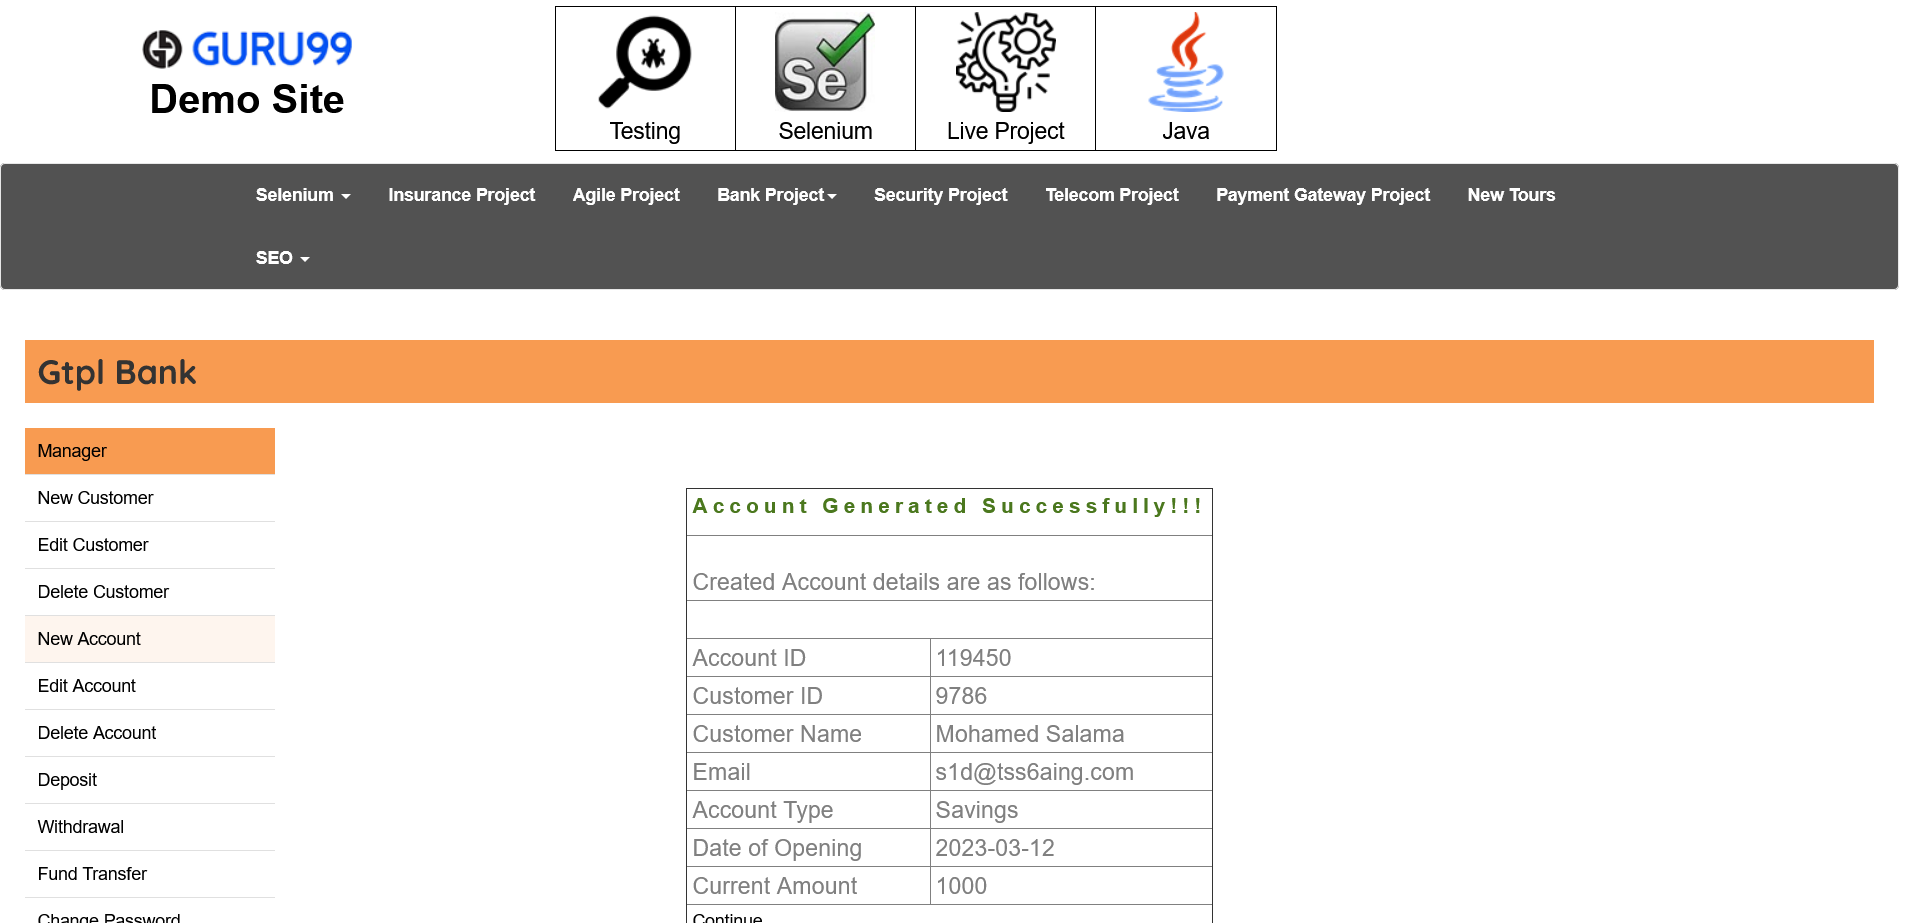 GURU99
Demo Site
Testing
Se
Selenium
Live Project
Java
Selenium
Insurance Project
Agile Project
Bank Project
Security Project
Telecom Project
Payment Gateway Project
New Tours
SEO
Gtpl Bank
Manager
New Customer
Edit Customer
Delete Customer
New Account
Edit Account
Delete Account
Deposit
Withdrawal
Fund Transfer
Change Password
Account Generated Successfully!!!
Created Account details are as follows:
Account ID 119450
Customer ID 9786
Customer Name Mohamed Salama
Email s1d@tss6aing.com
Account Type Savings
Date of Opening 2023-03-12
Current Amount 1000
Continue